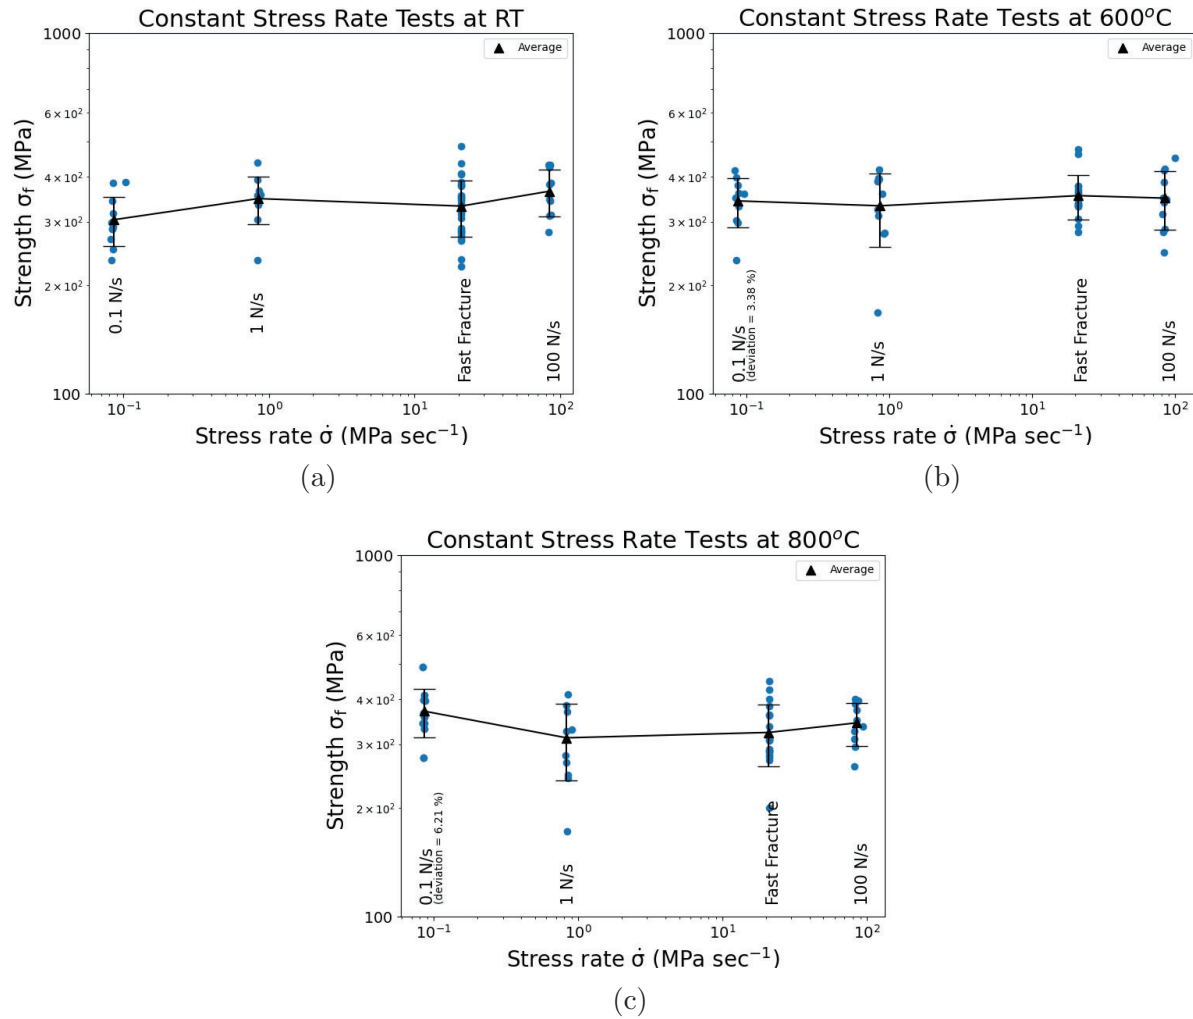 Constant Stress Rate Tests at RT
Average
Strength σf (MPa)
1000
6 × 10²
4 × 10²
3 × 10²
2 × 10²
100
0.1 N/s
1 N/s
Fast Fracture
100 N/s
10⁻¹
10⁰
10¹
10²
Stress rate σ̇ (MPa sec⁻¹)
(a)
Constant Stress Rate Tests at 600°C
Average
Strength σf (MPa)
1000
6 × 10²
4 × 10²
3 × 10²
2 × 10²
100
0.1 N/s
(deviation = 3.38 %)
1 N/s
Fast Fracture
100 N/s
10⁻¹
10⁰
10¹
10²
Stress rate σ̇ (MPa sec⁻¹)
(b)
Constant Stress Rate Tests at 800°C
Average
Strength σf (MPa)
1000
6 × 10²
4 × 10²
3 × 10²
2 × 10²
100
0.1 N/s
(deviation = 6.21 %)
1 N/s
Fast Fracture
100 N/s
10⁻¹
10⁰
10¹
10²
Stress rate σ̇ (MPa sec⁻¹)
(c)